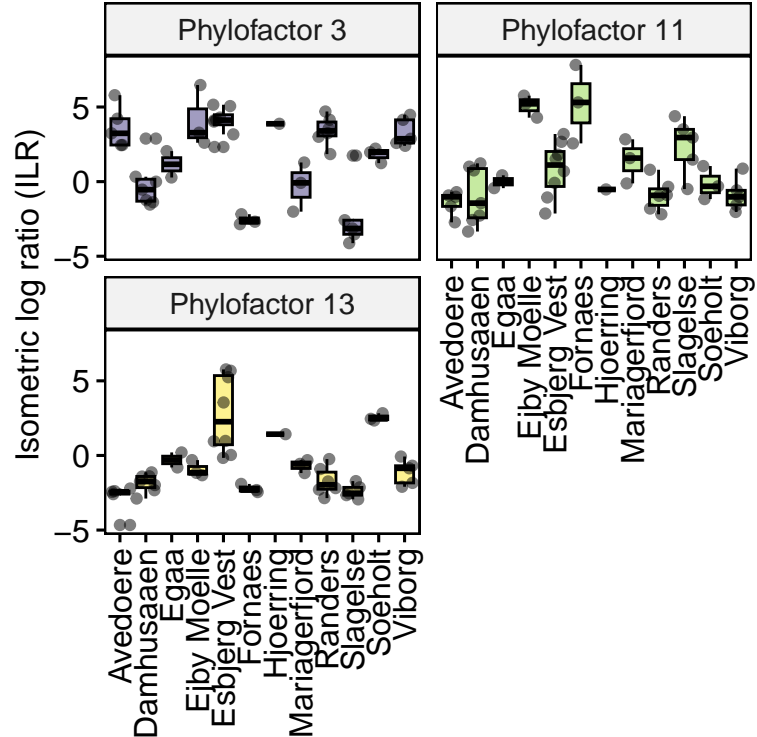 Phylofactor 3
Phylofactor 11
Isometric log ratio (ILR)
5
0
−5
Avedoere
Damhusaaen
Egaa
Ejby Moelle
Esbjerg Vest
Fornaes
Hjoerring
Mariagerfjord
Randers
Slagelse
Soeholt
Viborg
Phylofactor 13
5
0
−5
Avedoere
Damhusaaen
Egaa
Ejby Moelle
Esbjerg Vest
Fornaes
Hjoerring
Mariagerfjord
Randers
Slagelse
Soeholt
Viborg